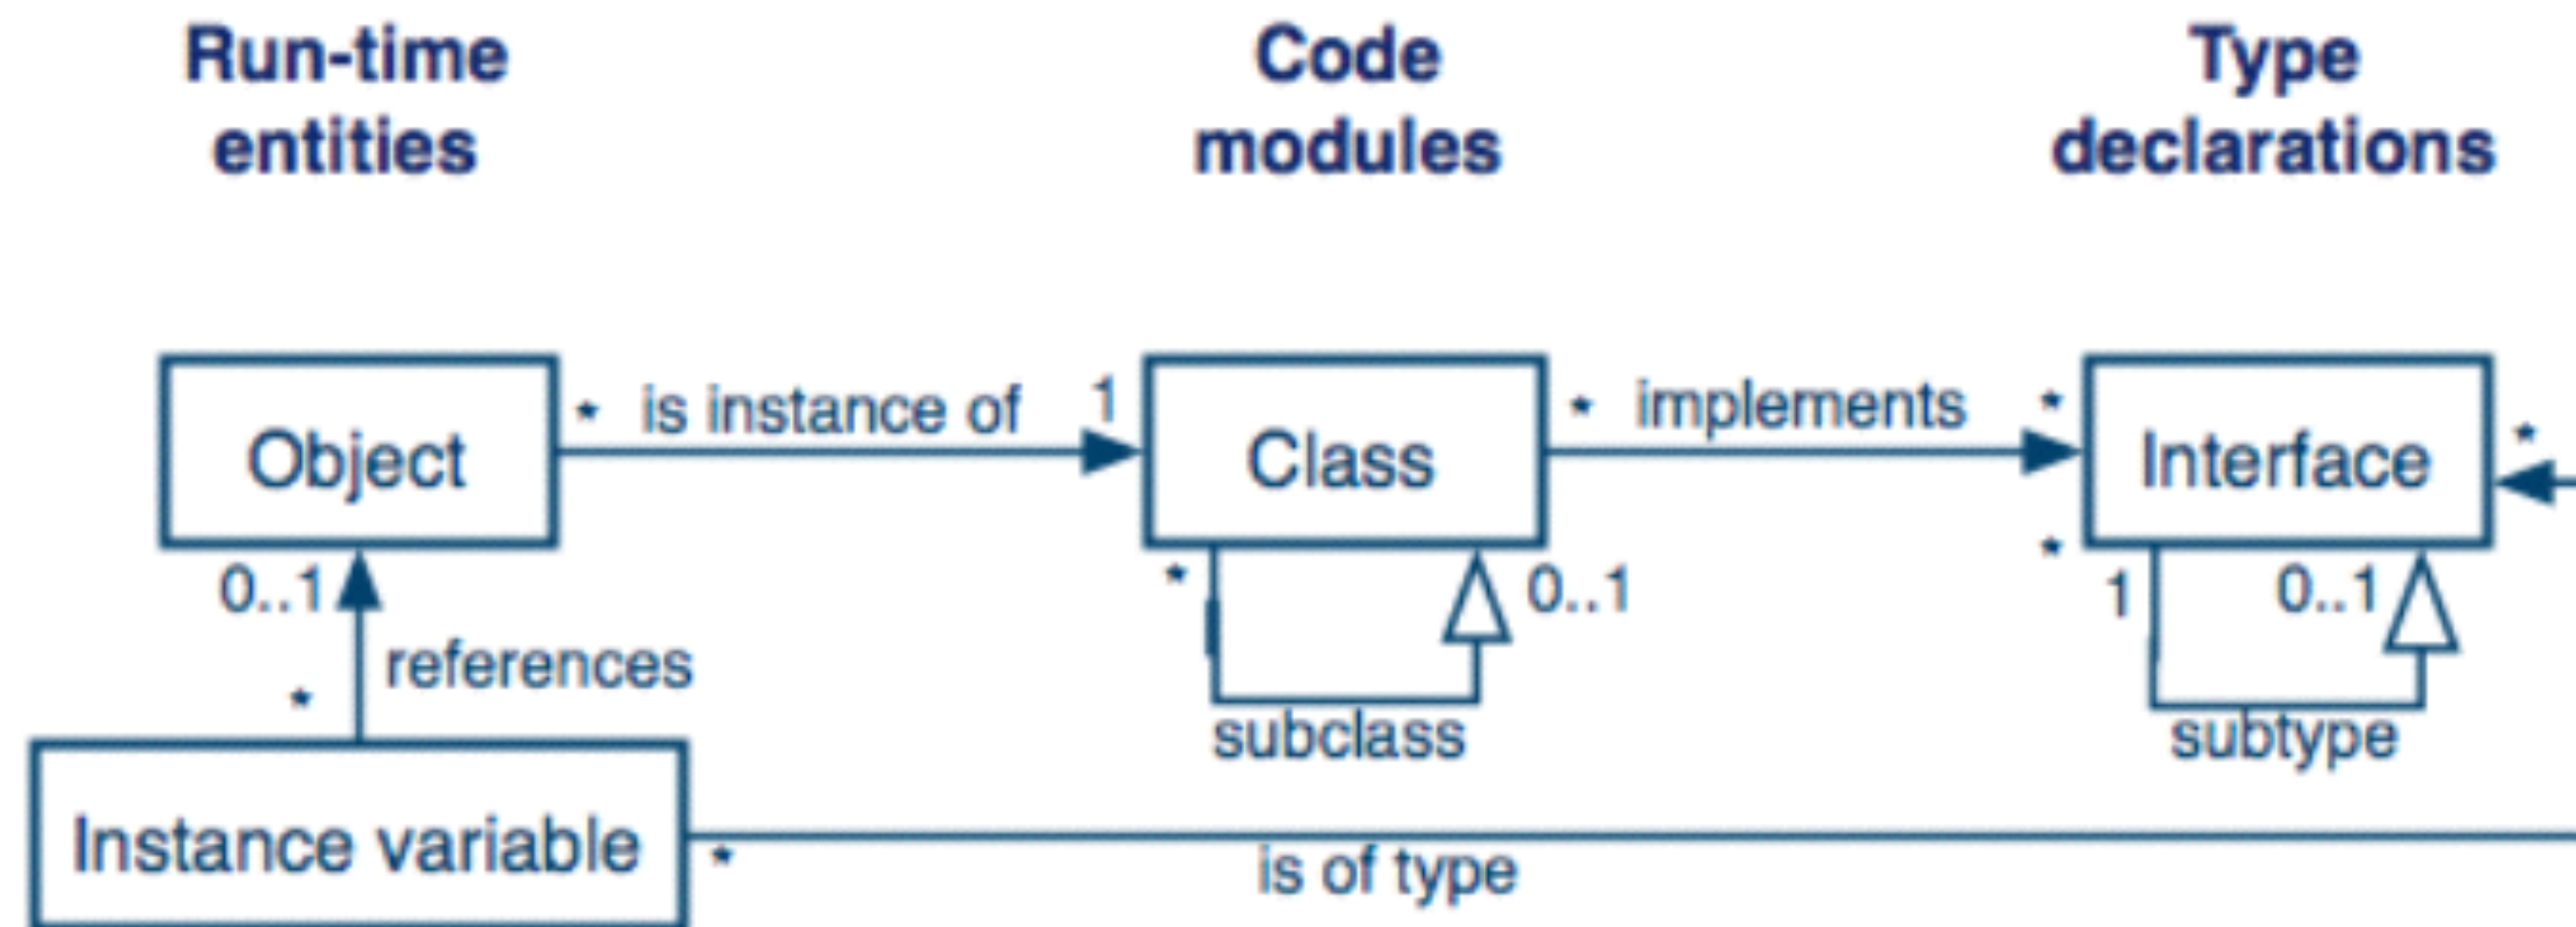 Run-time
entities
Code
modules
Type
declarations
Object
* is instance of 1
Class
* implements *
Interface
*
0..1
references
*
*
0..1
subclass
*
1
0..1
subtype
Instance variable
*
is of type